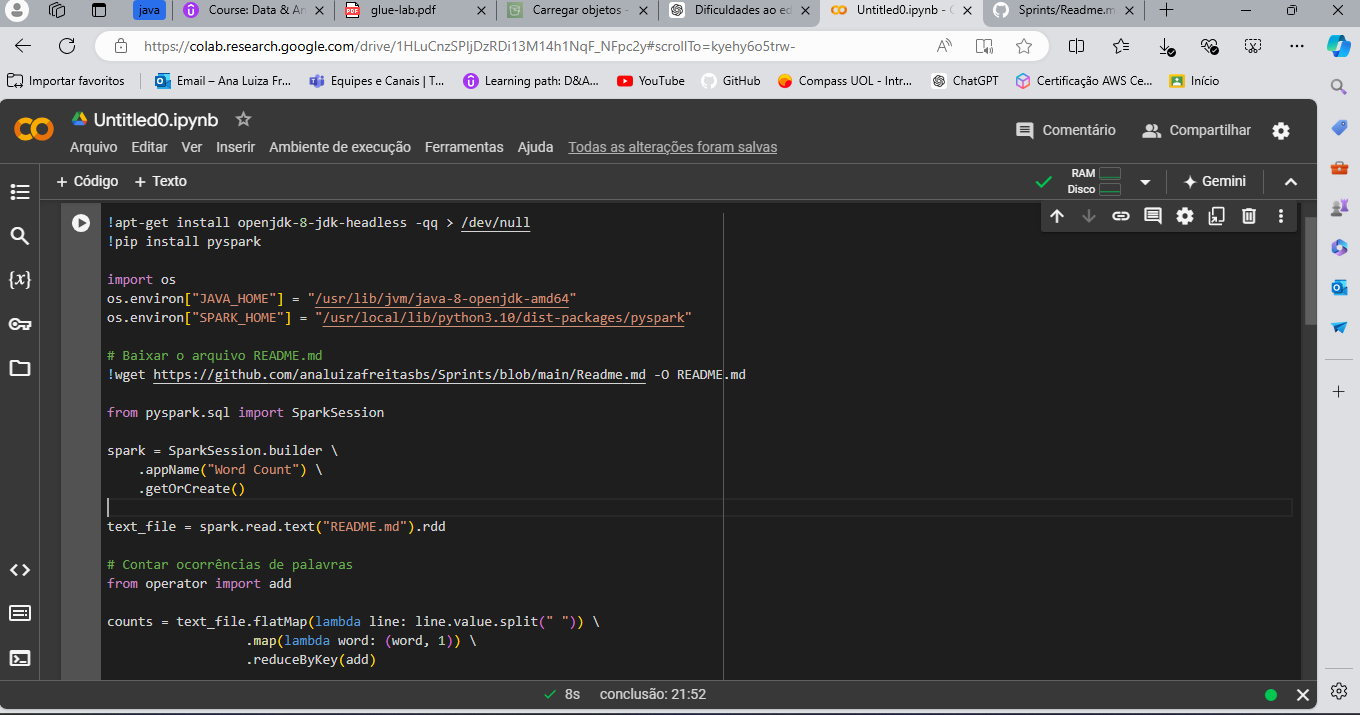 java
Course: Data & An
glue-lab.pdf
Carregar objetos -
Dificuldades ao ed
Untitled0.ipynb - C
Sprints/Readme.m
https://colab.research.google.com/drive/1HLuCnzSPIjDzRDi13M14h1NqF_NFpc2y#scrollTo=kyehy6o5trw-
Importar favoritos
Email – Ana Luiza Fr...
Equipes e Canais | T...
Learning path: D&A...
YouTube
GitHub
Compass UOL - Intr...
ChatGPT
Certificação AWS Ce...
Início
Untitled0.ipynb
Comentário
Compartilhar
Arquivo Editar Ver Inserir Ambiente de execução Ferramentas Ajuda Todas as alterações foram salvas
+ Código + Texto
RAM
Disco
Gemini
!apt-get install openjdk-8-jdk-headless -qq > /dev/null
!pip install pyspark
import os
os.environ["JAVA_HOME"] = "/usr/lib/jvm/java-8-openjdk-amd64"
os.environ["SPARK_HOME"] = "/usr/local/lib/python3.10/dist-packages/pyspark"
# Baixar o arquivo README.md
!wget https://github.com/analuizafreitasbs/Sprints/blob/main/Readme.md -O README.md
from pyspark.sql import SparkSession
spark = SparkSession.builder \
.appName("Word Count") \
.getOrCreate()
text_file = spark.read.text("README.md").rdd
# Contar ocorrências de palavras
from operator import add
counts = text_file.flatMap(lambda line: line.value.split(" ")) \
.map(lambda word: (word, 1)) \
.reduceByKey(add)
8s conclusão: 21:52